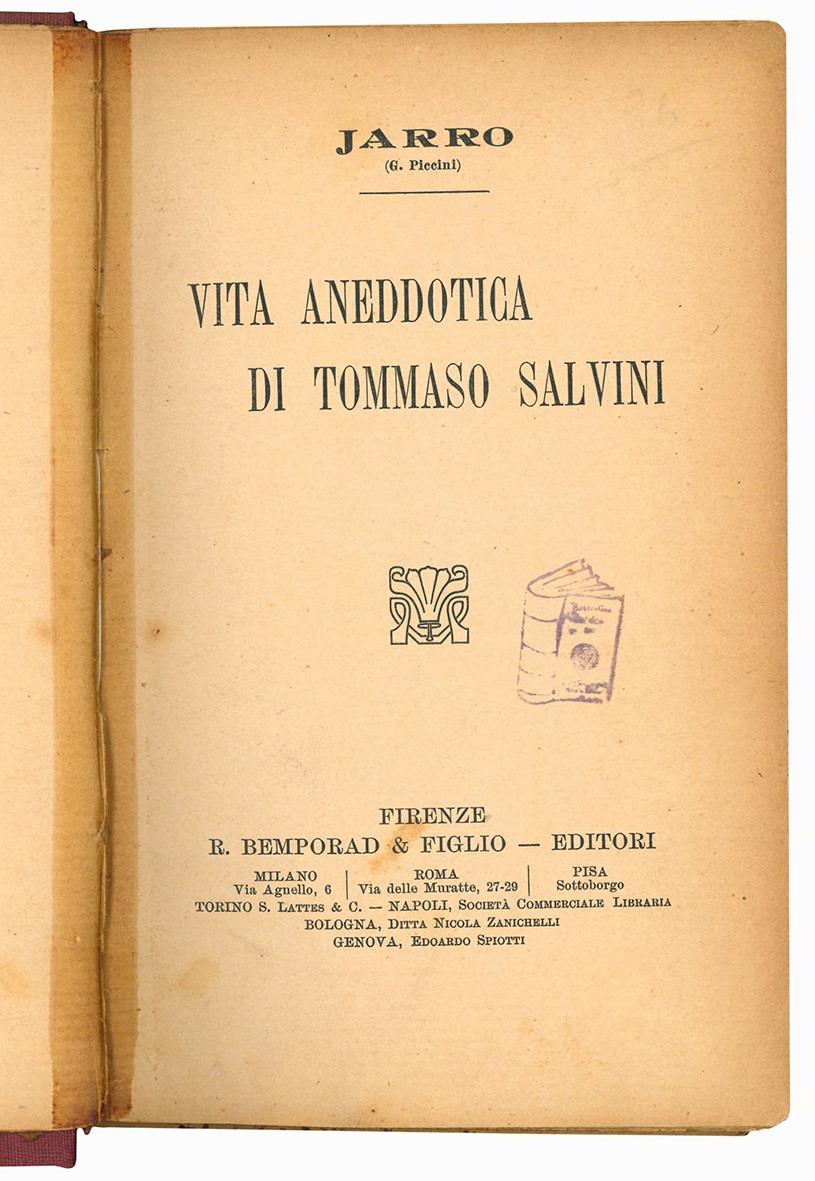 JARRO
(G. Piccini)
VITA ANEDDOTICA
DI TOMMASO SALVINI
FIRENZE
R. BEMPORAD & FIGLIO — EDITORI
MILANO
Via Agnello, 6
ROMA
Via delle Muratte, 27-29
PISA
Sottoborgo
TORINO S. LATTES & C. — NAPOLI, SOCIETÀ COMMERCIALE LIBRARIA
BOLOGNA, DITTA NICOLA ZANICHELLI
GENOVA, EDOARDO SPIOTTI